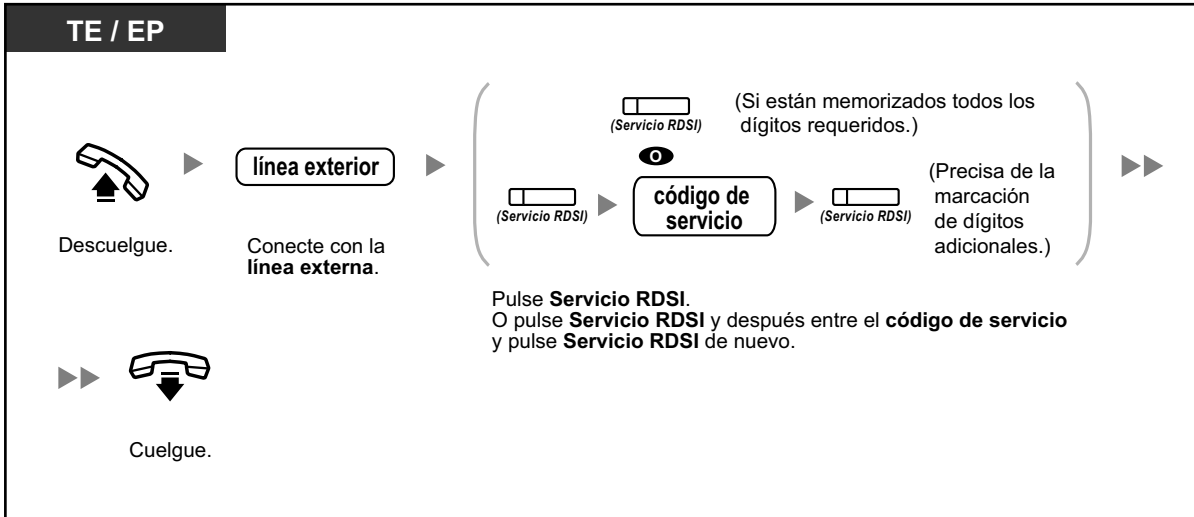 TE / EP
(Servicio RDSI)
(Si están memorizados todos los
dígitos requeridos.)
O
línea exterior
(Servicio RDSI)
código de
servicio
(Servicio RDSI)
(Precisa de la
marcación
de dígitos
adicionales.)
Descuelgue.
Conecte con la
línea externa.
Pulse Servicio RDSI.
O pulse Servicio RDSI y después entre el código de servicio
y pulse Servicio RDSI de nuevo.
Cuelgue.